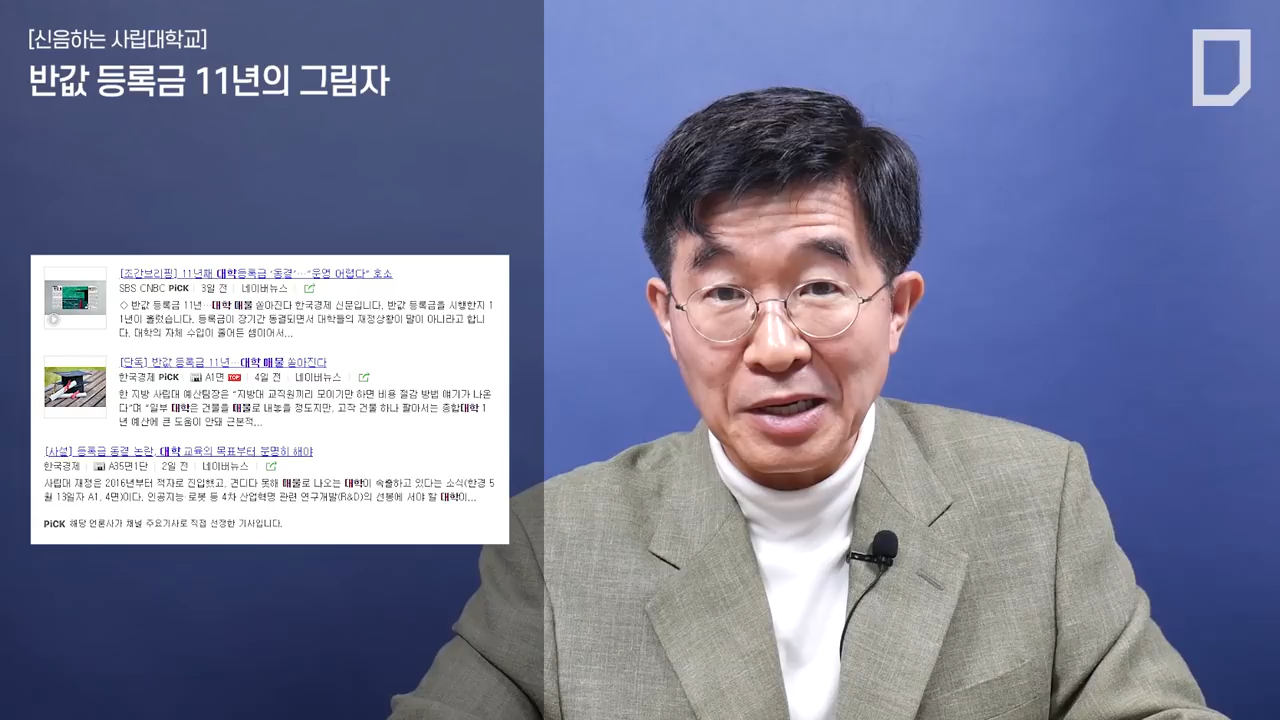 [신음하는 사립대학교]
반값 등록금 11년의 그림자
[조간브리핑] 11년째 대학등록금 '동결'…"운영 어렵다" 호소
SBS CNBC PiCK 3일 전 네이버뉴스
◇ 반값 등록금 11년…대학 매물 쏟아진다 한국경제 신문입니다. 반값 등록금을 시행한지 1
1년이 흘렀습니다. 등록금이 장기간 동결되면서 대학들의 재정상황이 말이 아니라고 합니
다. 대학의 자체 수입이 줄어든 셈이어서...
[단독] 반값 등록금 11년…대학 매물 쏟아진다
한국경제 PiCK A1면 TOP 4일 전 네이버뉴스
한 지방 사립대 예산팀장은 "지방대 교직원끼리 모이기만 하면 비용 절감 방법 얘기가 나온
다"며 "일부 대학은 건물을 매물로 내놓을 정도지만, 고작 건물 하나 팔아서는 종합대학 1
년 예산에 큰 도움이 안돼 근본적...
[사설] 등록금 동결 논란, 대학 교육의 목표부터 분명히 해야
한국경제 A35면1단 2일 전 네이버뉴스
사립대 재정은 2016년부터 적자로 진입했고, 견디다 못해 매물로 나오는 대학이 속출하고 있다는 소식(한경 5
월 13일자 A1, 4면)이다. 인공지능·로봇 등 4차 산업혁명 관련 연구개발(R&D)의 선봉에 서야 할 대학이...
PiCK 해당 언론사가 채널 주요기사로 직접 선정한 기사입니다.